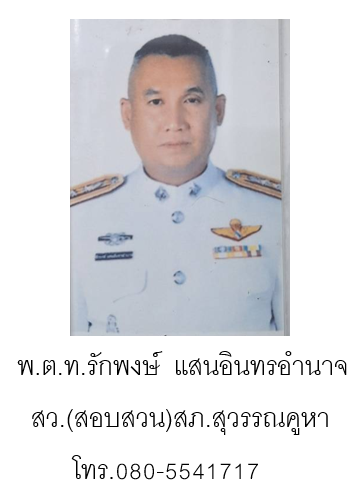 พ.ต.ท.รักพงษ์ แสนอินทรอำนาจ
สว.(สอบสวน)สภ.สุวรรณคูหา
โทร.080-5541717